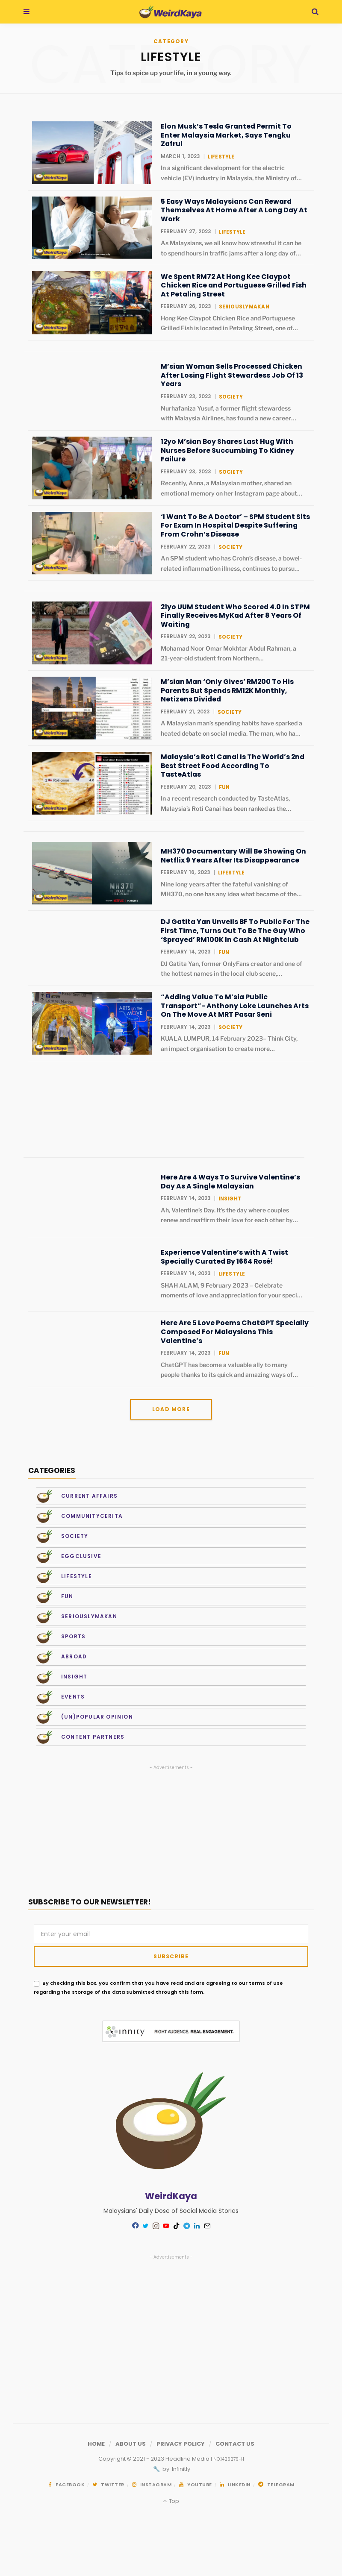 WeirdKaya
CATEGORY
LIFESTYLE
Tips to spice up your life, in a young way.
Elon Musk's Tesla Granted Permit To
Enter Malaysia Market, Says Tengku
Zafrul
MARCH 1, 2023 | LIFESTYLE
In a significant development for the electric
vehicle (EV) industry in Malaysia, the Ministry of...
5 Easy Ways Malaysians Can Reward
Themselves At Home After A Long Day At
Work
FEBRUARY 27, 2023 | LIFESTYLE
As Malaysians, we all know how stressful it can be
to spend hours in traffic jams after a long day of...
We Spent RM72 At Hong Kee Claypot
Chicken Rice and Portuguese Grilled Fish
At Petaling Street
FEBRUARY 26, 2023 | SERIOUSLYMAKAN
Hong Kee Claypot Chicken Rice and Portuguese
Grilled Fish is located in Petaling Street, one of...
M'sian Woman Sells Processed Chicken
After Losing Flight Stewardess Job Of 13
Years
FEBRUARY 23, 2023 | SOCIETY
Nurhafaniza Yusuf, a former flight stewardess
with Malaysia Airlines, has found a new career...
12yo M'sian Boy Shares Last Hug With
Nurses Before Succumbing To Kidney
Failure
FEBRUARY 23, 2023 | SOCIETY
Recently, Anna, a Malaysian mother, shared an
emotional memory on her Instagram page about...
'I Want To Be A Doctor' – SPM Student Sits
For Exam In Hospital Despite Suffering
From Crohn's Disease
FEBRUARY 22, 2023 | SOCIETY
An SPM student who has Crohn's disease, a bowel-
related inflammation illness, continues to pursu...
21yo UUM Student Who Scored 4.0 In STPM
Finally Receives MyKad After 8 Years Of
Waiting
FEBRUARY 22, 2023 | SOCIETY
Mohamad Noor Omar Mokhtar Abdul Rahman, a
21-year-old student from Northern...
M'sian Man 'Only Gives' RM200 To His
Parents But Spends RM12K Monthly,
Netizens Divided
FEBRUARY 21, 2023 | SOCIETY
A Malaysian man's spending habits have sparked a
heated debate on social media. The man, who ha...
Malaysia's Roti Canai Is The World's 2nd
Best Street Food According To
TasteAtlas
FEBRUARY 20, 2023 | FUN
In a recent research conducted by TasteAtlas,
Malaysia's Roti Canai has been ranked as the...
MH370 Documentary Will Be Showing On
Netflix 9 Years After Its Disappearance
FEBRUARY 16, 2023 | LIFESTYLE
Nine long years after the fateful vanishing of
MH370, no one has any idea what became of the...
DJ Gatita Yan Unveils BF To Public For The
First Time, Turns Out To Be The Guy Who
'Sprayed' RM100K In Cash At Nightclub
FEBRUARY 14, 2023 | FUN
DJ Gatita Yan, former OnlyFans creator and one of
the hottest names in the local club scene,...
"Adding Value To M'sia Public
Transport"- Anthony Loke Launches Arts
On The Move At MRT Pasar Seni
FEBRUARY 14, 2023 | SOCIETY
KUALA LUMPUR, 14 February 2023– Think City,
an impact organisation to create more...
Here Are 4 Ways To Survive Valentine's
Day As A Single Malaysian
FEBRUARY 14, 2023 | INSIGHT
Ah, Valentine's Day. It's the day where couples
renew and reaffirm their love for each other by...
Experience Valentine's with A Twist
Specially Curated By 1664 Rosé!
FEBRUARY 14, 2023 | LIFESTYLE
SHAH ALAM, 9 February 2023 – Celebrate
moments of love and appreciation for your speci...
Here Are 5 Love Poems ChatGPT Specially
Composed For Malaysians This
Valentine's
FEBRUARY 14, 2023 | FUN
ChatGPT has become a valuable ally to many
people thanks to its quick and amazing ways of...
LOAD MORE
CATEGORIES
CURRENT AFFAIRS
COMMUNITYCERITA
SOCIETY
EGGCLUSIVE
LIFESTYLE
FUN
SERIOUSLYMAKAN
SPORTS
ABROAD
INSIGHT
EVENTS
(UN)POPULAR OPINION
CONTENT PARTNERS
- Advertisements -
SUBSCRIBE TO OUR NEWSLETTER!
Enter your email
SUBSCRIBE
By checking this box, you confirm that you have read and are agreeing to our terms of use
regarding the storage of the data submitted through this form.
innity RIGHT AUDIENCE. REAL ENGAGEMENT.
WeirdKaya
Malaysians' Daily Dose of Social Media Stories
- Advertisements -
HOME | ABOUT US | PRIVACY POLICY | CONTACT US
Copyright © 2021 - 2023 Headline Media | NC1426279-H
🔧 by Infinitly
FACEBOOK / TWITTER / INSTAGRAM / YOUTUBE / LINKEDIN / TELEGRAM
Top